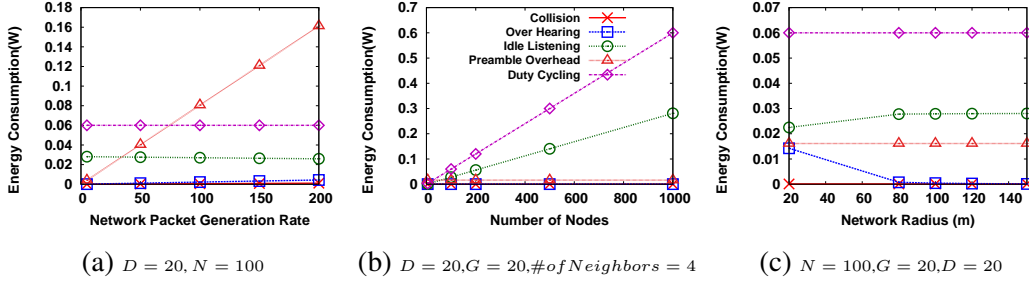 Energy Consumption(W)
0.18
0.16
0.14
0.12
0.1
0.08
0.06
0.04
0.02
0
0 50 100 150 200
Network Packet Generation Rate
(a) D = 20, N = 100
Energy Consumption(W)
0.7
0.6
0.5
0.4
0.3
0.2
0.1
0
Collision
Over Hearing
Idle Listening
Preamble Overhead
Duty Cycling
0 200 400 600 800 1000
Number of Nodes
(b) D = 20,G = 20,#ofNeighbors = 4
Energy Consumption(W)
0.07
0.06
0.05
0.04
0.03
0.02
0.01
0
20 40 60 80 100 120 140
Network Radius (m)
(c) N = 100,G = 20,D = 20